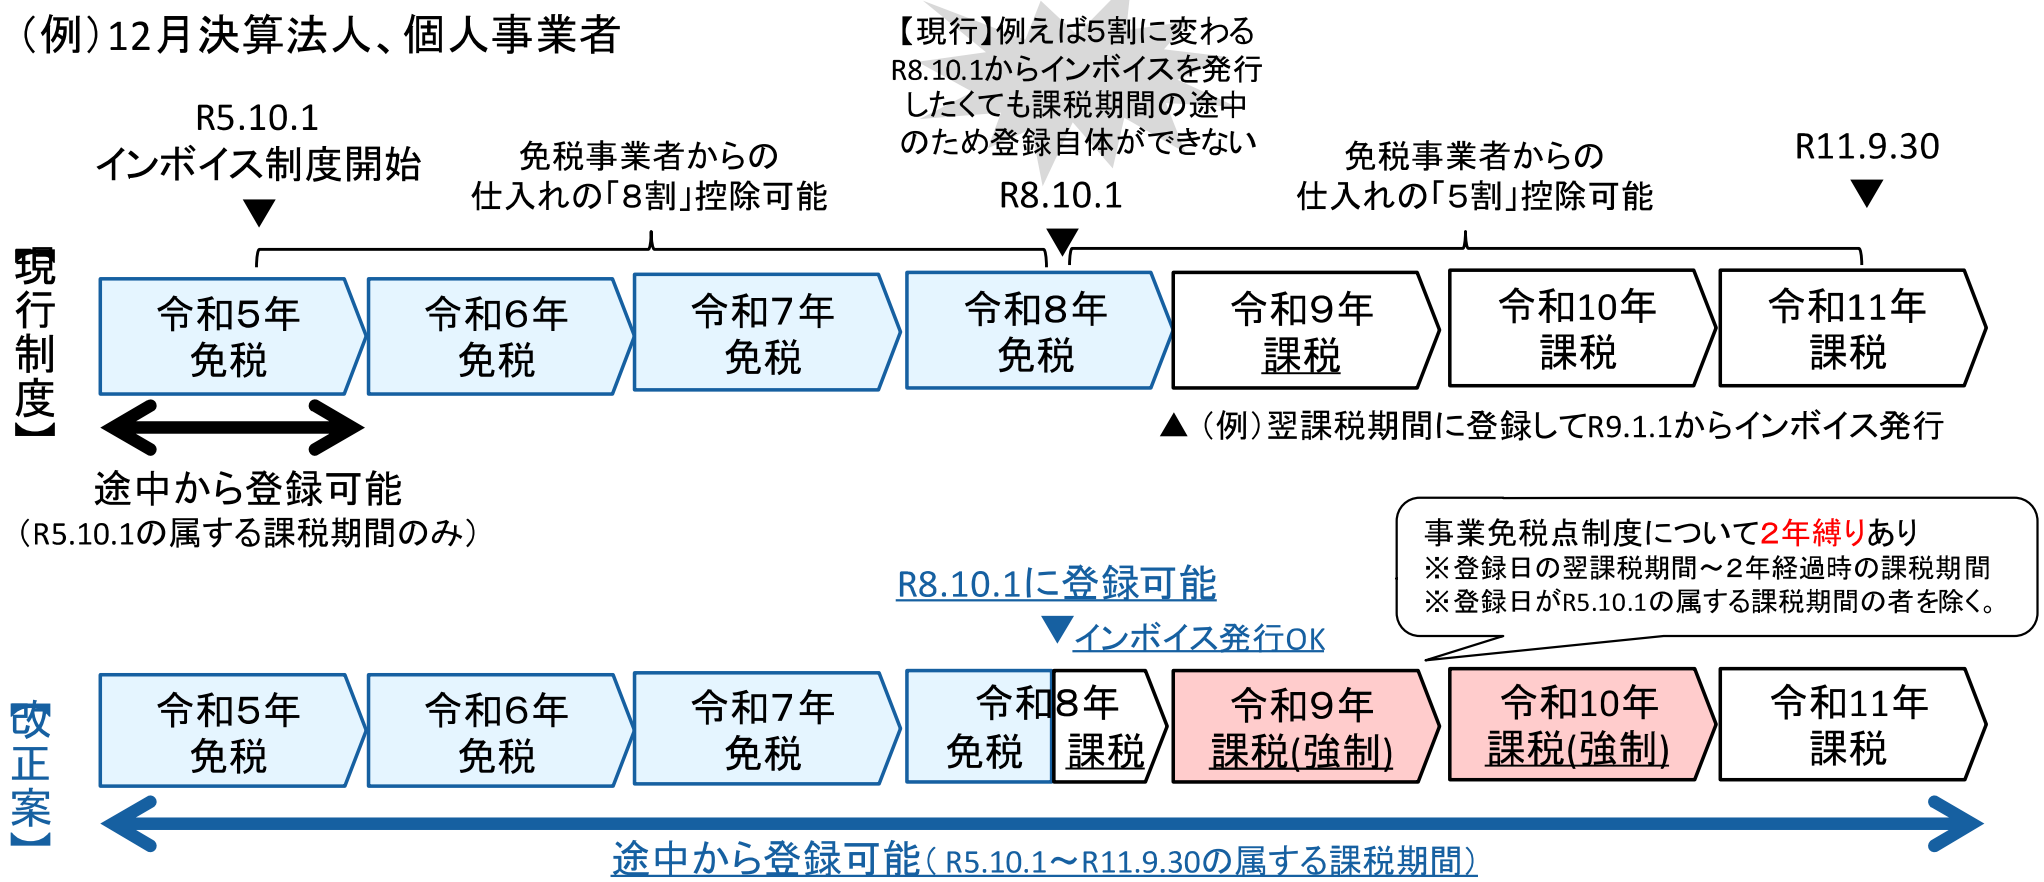 （例）12月決算法人、個人事業者
【現行】例えば５割に変わる
R8.10.1からインボイスを発行
したくても課税期間の途中
のため登録自体ができない
R5.10.1
インボイス制度開始
免税事業者からの
仕入れの「８割」控除可能
R8.10.1
免税事業者からの
仕入れの「５割」控除可能
R11.9.30
【現行制度】
令和５年
免税
令和６年
免税
令和７年
免税
令和８年
免税
令和９年
課税
令和10年
課税
令和11年
課税
途中から登録可能
（R5.10.1の属する課税期間のみ）
▲（例）翌課税期間に登録してR9.1.1からインボイス発行
事業免税点制度について２年縛りあり
※登録日の翌課税期間～２年経過時の課税期間
※登録日がR5.10.1の属する課税期間の者を除く。
R8.10.1に登録可能
インボイス発行OK
【改正案】
令和５年
免税
令和６年
免税
令和７年
免税
令和８年
免税 課税
令和９年
課税(強制)
令和10年
課税(強制)
令和11年
課税
途中から登録可能（ R5.10.1～R11.9.30の属する課税期間）